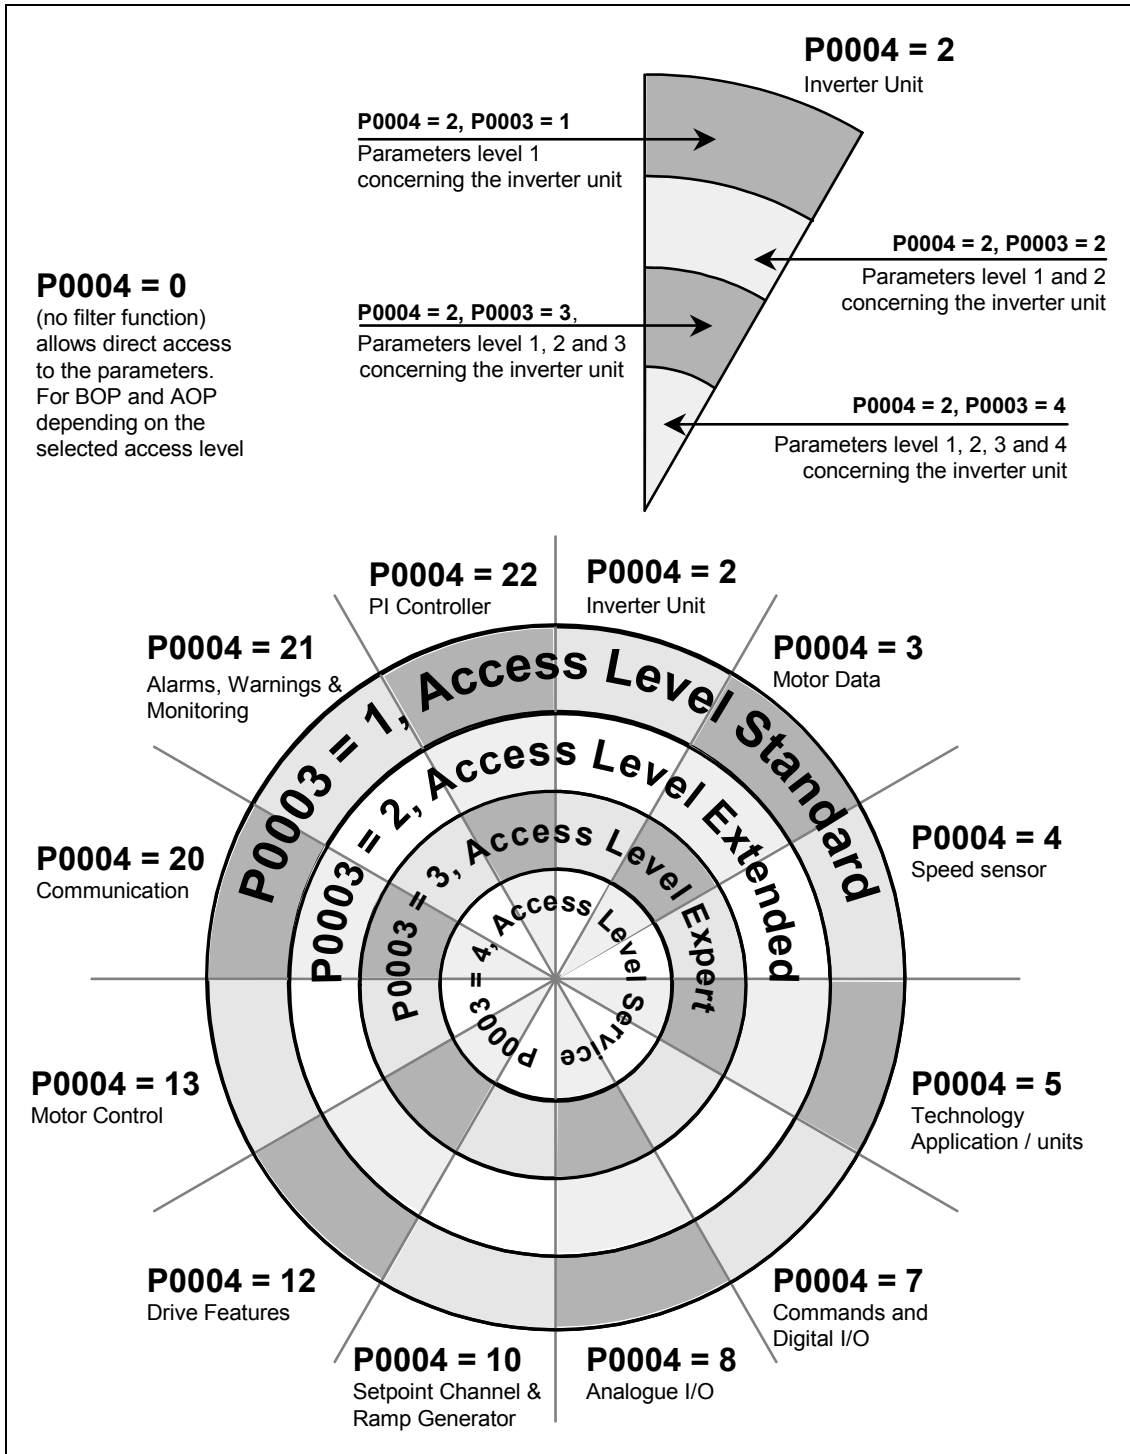 P0004 = 2
Inverter Unit
P0004 = 2, P0003 = 1
Parameters level 1
concerning the inverter unit
P0004 = 2, P0003 = 2
Parameters level 1 and 2
concerning the inverter unit
P0004 = 0
(no filter function)
allows direct access
to the parameters.
For BOP and AOP
depending on the
selected access level
P0004 = 2, P0003 = 3,
Parameters level 1, 2 and 3
concerning the inverter unit
P0004 = 2, P0003 = 4
Parameters level 1, 2, 3 and 4
concerning the inverter unit
P0004 = 22
PI Controller
P0004 = 2
Inverter Unit
P0004 = 21
Alarms, Warnings &
Monitoring
P0004 = 3
Motor Data
P0003 = 1, Access Level Standard
P0003 = 2, Access Level Extended
P0003 = 3, Access Level Expert
P0003 = 4, Access Level Service
P0004 = 20
Communication
P0004 = 4
Speed sensor
P0004 = 13
Motor Control
P0004 = 5
Technology
Application / units
P0004 = 12
Drive Features
P0004 = 7
Commands and
Digital I/O
P0004 = 10
Setpoint Channel &
Ramp Generator
P0004 = 8
Analogue I/O